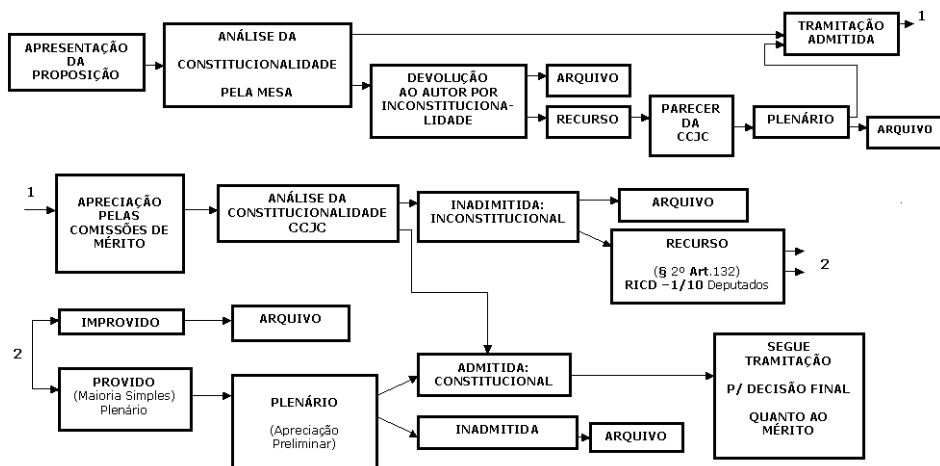 APRESENTAÇÃO
DA
PROPOSIÇÃO
ANÁLISE DA
CONSTITUCIONALIDADE
PELA MESA
DEVOLUÇÃO
AO AUTOR POR
INCONSTITUCIONA-
LIDADE
ARQUIVO
RECURSO
PARECER
DA
CCJC
PLENÁRIO
TRAMITAÇÃO
ADMITIDA
1
ARQUIVO
1
APRECIAÇÃO
PELAS
COMISSÕES DE
MÉRITO
ANÁLISE DA
CONSTITUCIONALIDADE
CCJC
INADIMITIDA:
INCONSTITUCIONAL
ARQUIVO
RECURSO
(§ 2º Art.132)
RICD –1/10 Deputados
2
2
IMPROVIDO
ARQUIVO
PROVIDO
(Maioria Simples)
Plenário
PLENÁRIO
(Apreciação
Preliminar)
ADMITIDA:
CONSTITUCIONAL
INADMITIDA
ARQUIVO
SEGUE
TRAMITAÇÃO
P/ DECISÃO FINAL
QUANTO AO
MÉRITO